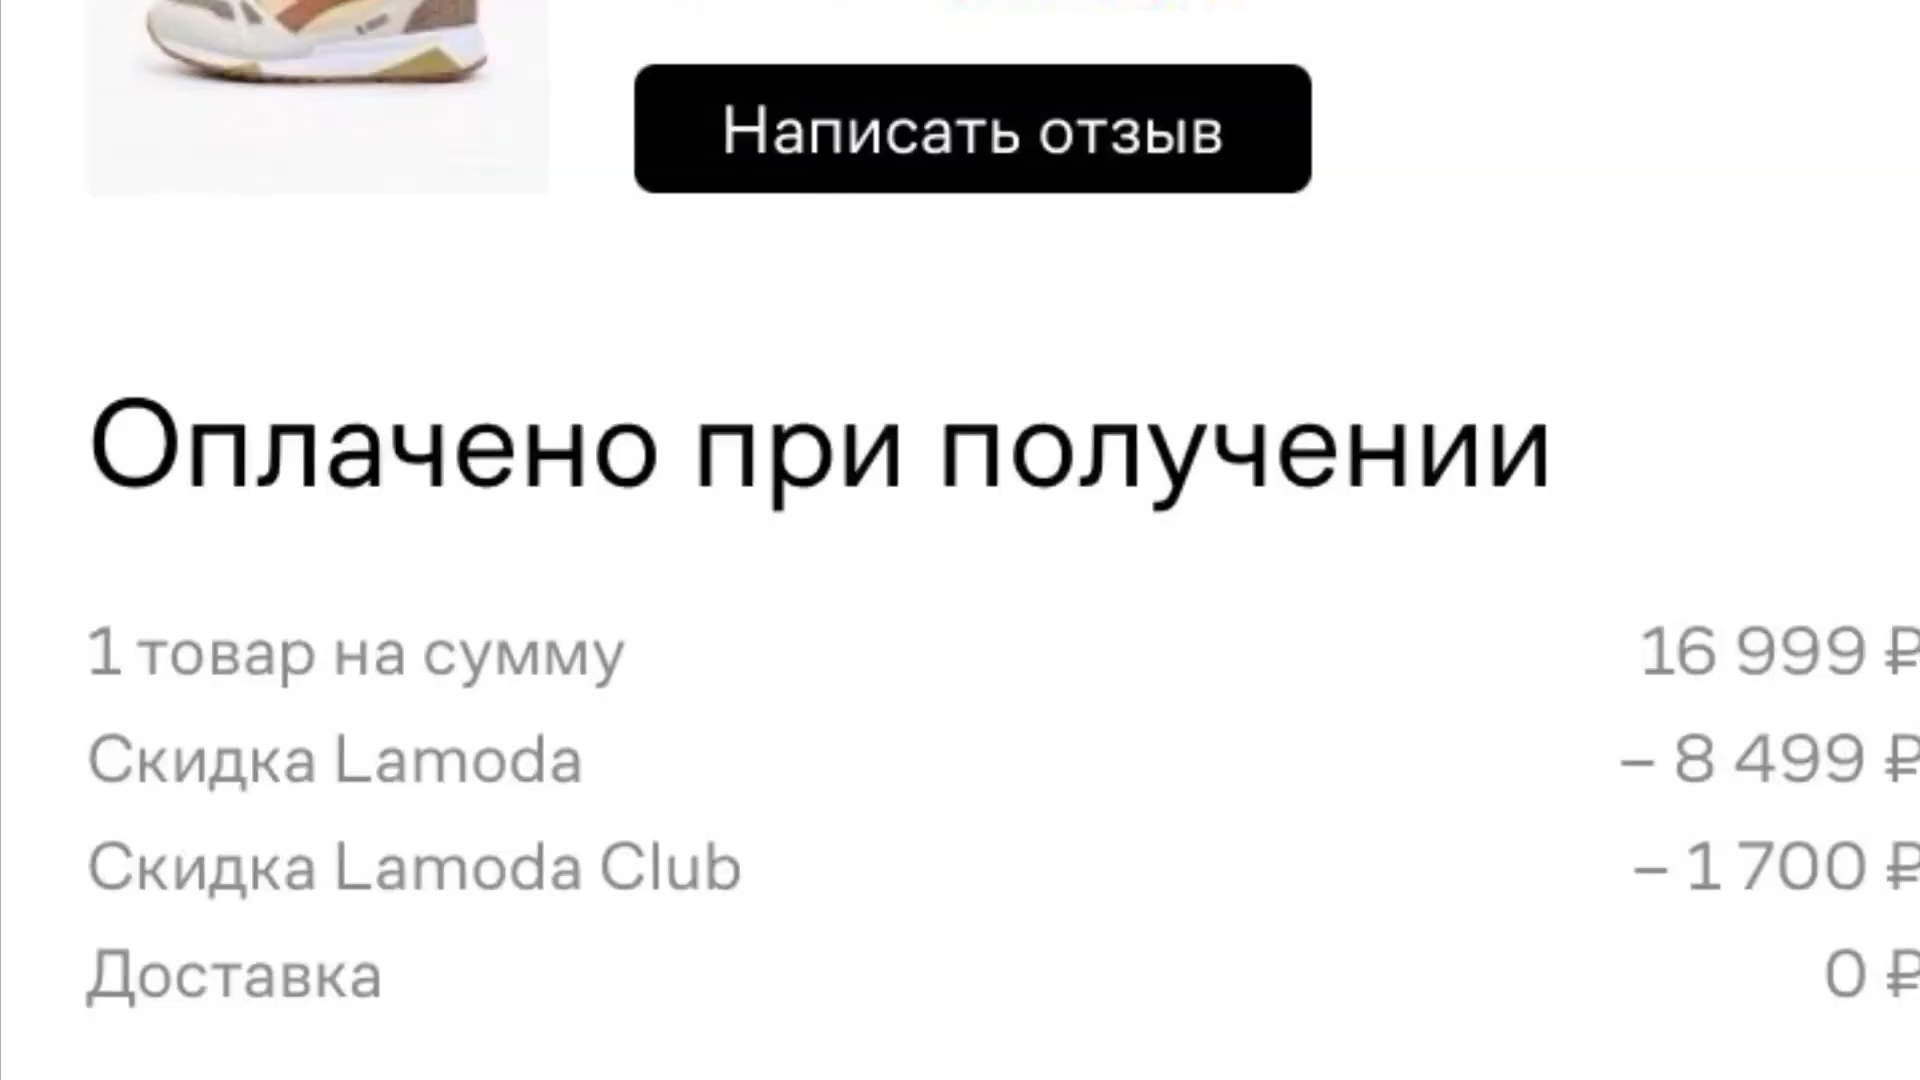 Написать отзыв
Оплачено при получении
1 товар на сумму 16 999 ₽
Скидка Lamoda – 8 499 ₽
Скидка Lamoda Club – 1 700 ₽
Доставка 0 ₽